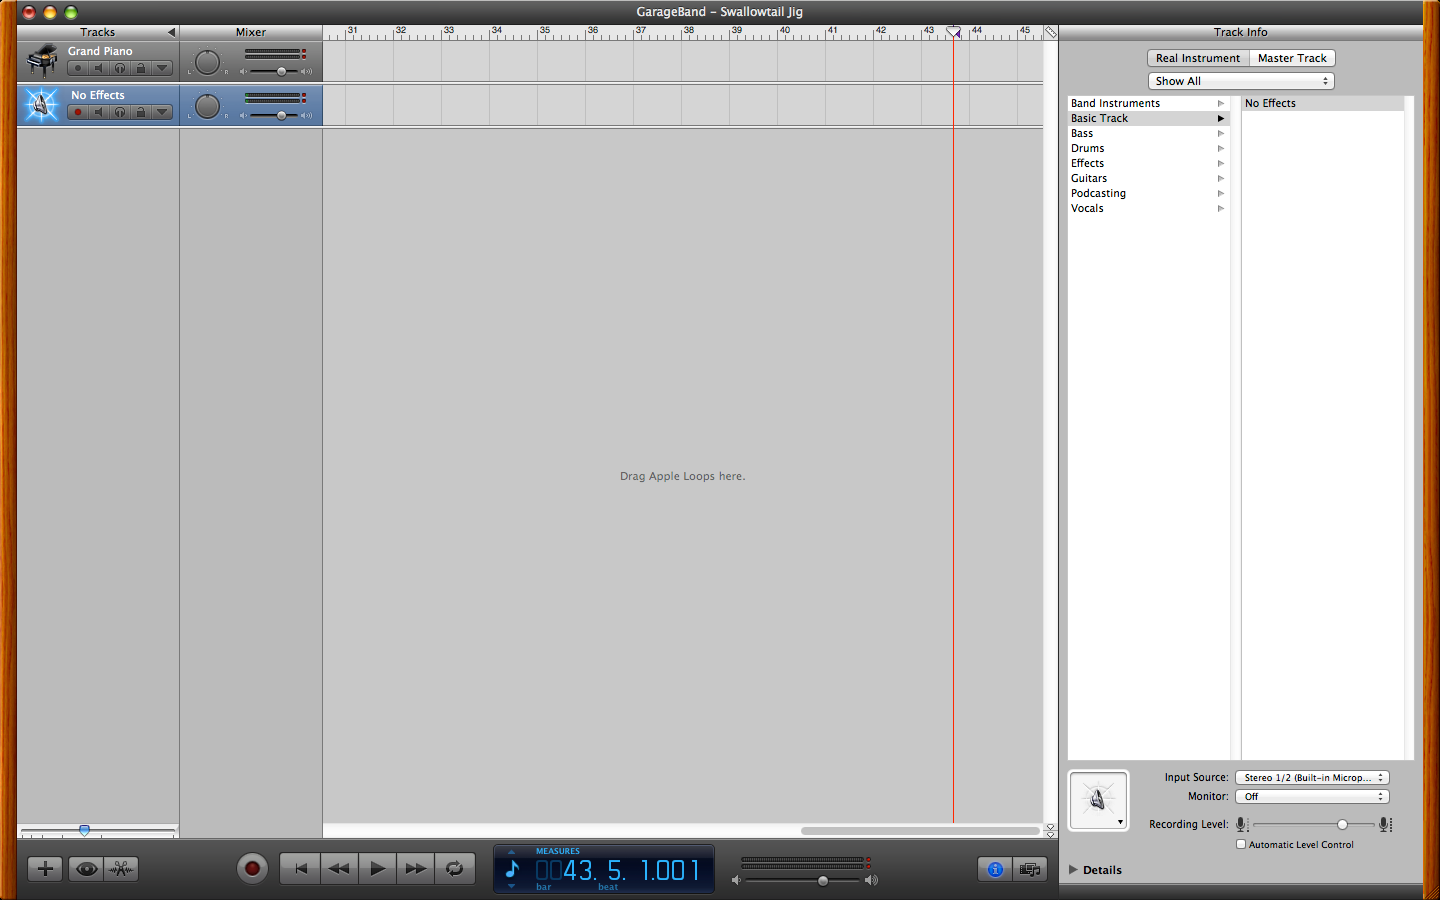 GarageBand – Swallowtail Jig
Tracks
Mixer
31 32 33 34 35 36 37 38 39 40 41 42 43 44 45
Track Info
Grand Piano
L R
No Effects
L R
Drag Apple Loops here.
Real Instrument
Master Track
Show All
Band Instruments
Basic Track
Bass
Drums
Effects
Guitars
Podcasting
Vocals
No Effects
Input Source: Stereo 1/2 (Built-in Microp...
Monitor: Off
Recording Level:
Automatic Level Control
Details
MEASURES
0043. 5. 1.001
bar beat